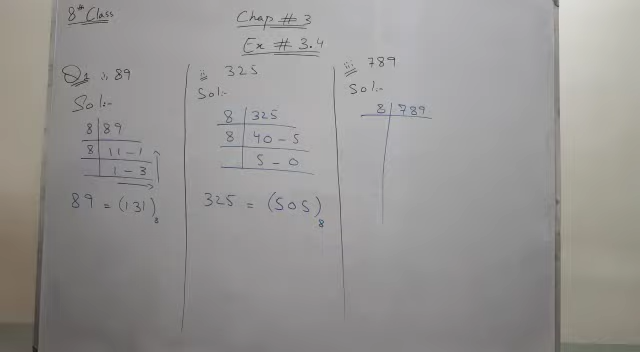 8th Class
Chap # 3
Ex # 3.4
Q1 i, 89
Sol:-
8 | 89
8 | 11 - 1
1 - 3
89 = (131)8
ii 325
Sol:-
8 | 325
8 | 40 - 5
5 - 0
325 = (505)8
iii 789
Sol:-
8 | 789